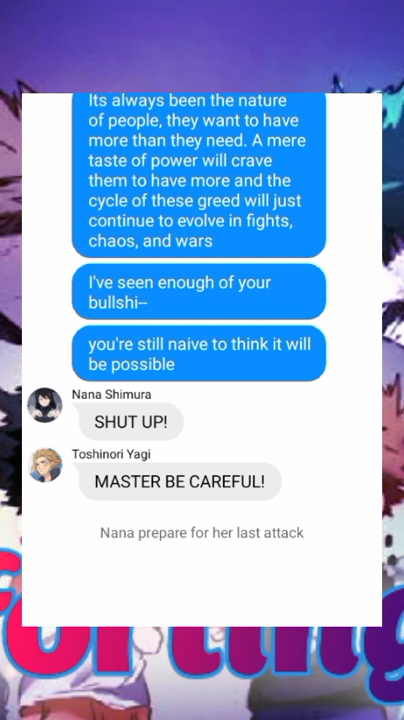 Its always been the nature
of people, they want to have
more than they need. A mere
taste of power will crave
them to have more and the
cycle of these greed will just
continue to evolve in fights,
chaos, and wars
I've seen enough of your
bullshi--
you're still naive to think it will
be possible
Nana Shimura
SHUT UP!
Toshinori Yagi
MASTER BE CAREFUL!
Nana prepare for her last attack